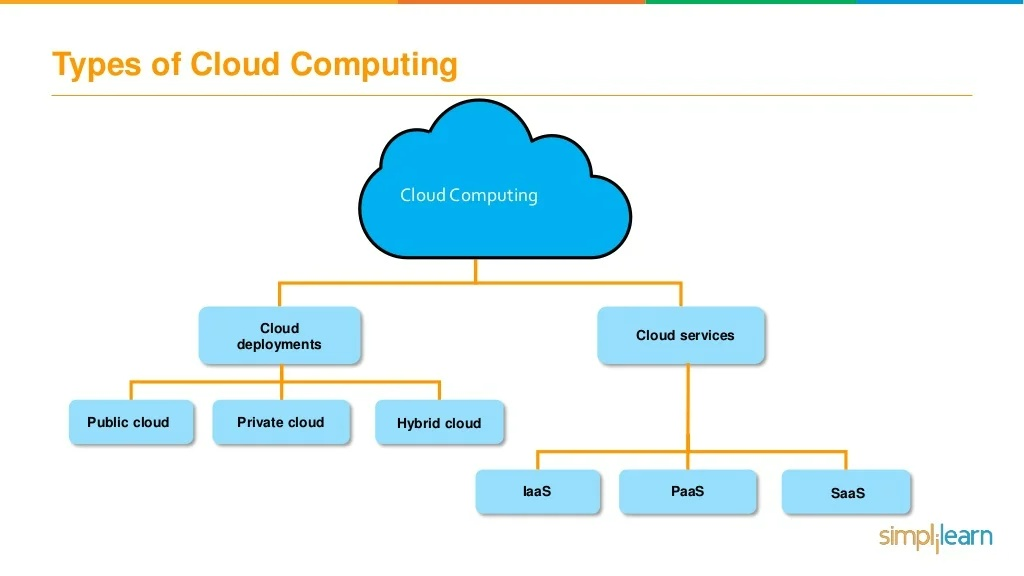 Types of Cloud Computing
Cloud Computing
Cloud
deployments
Cloud services
Public cloud
Private cloud
Hybrid cloud
IaaS
PaaS
SaaS
simplilearn